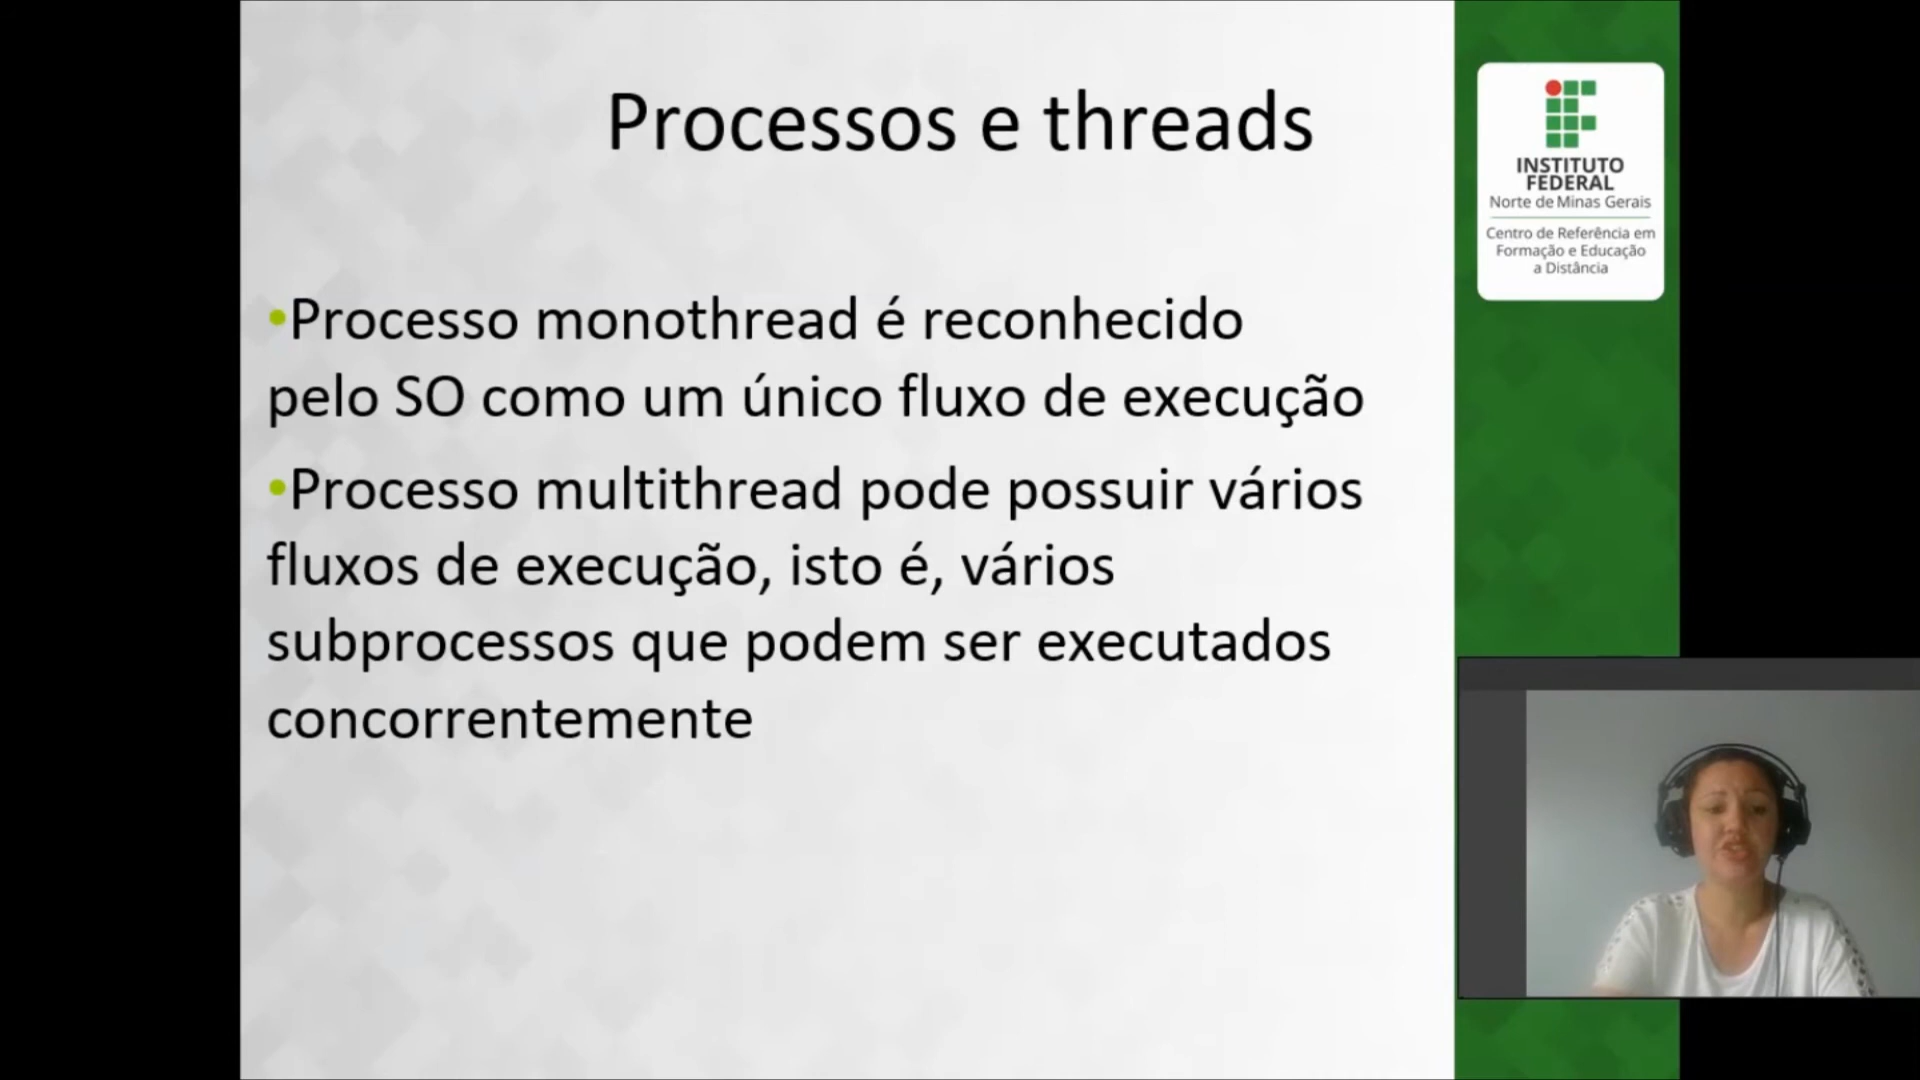 Processos e threads
•Processo monothread é reconhecido
pelo SO como um único fluxo de execução
•Processo multithread pode possuir vários
fluxos de execução, isto é, vários
subprocessos que podem ser executados
concorrentemente
INSTITUTO
FEDERAL
Norte de Minas Gerais
Centro de Referência em
Formação e Educação
a Distância